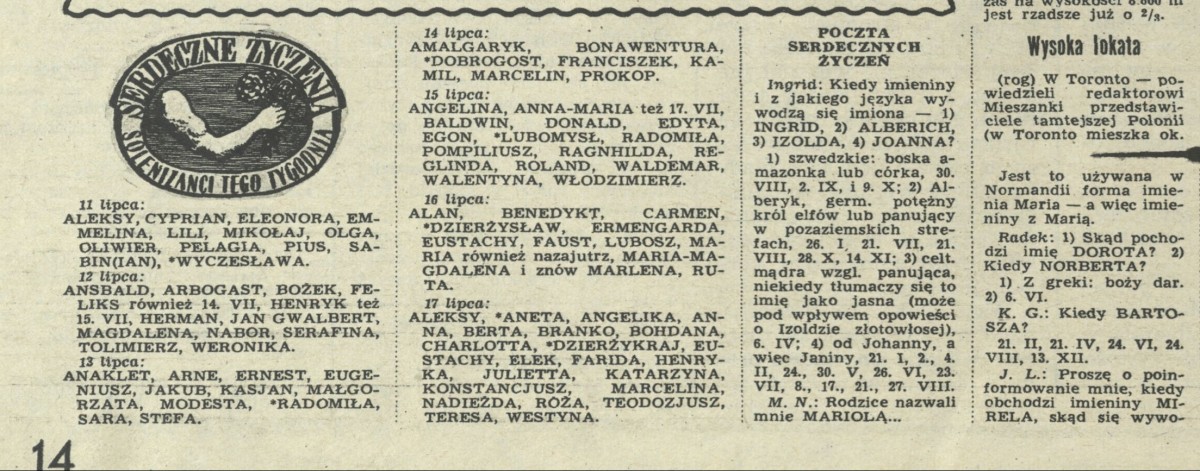 SERDECZNE ŻYCZENIA
SOLENIZANCI TEGO TYGODNIA
11 lipca:
ALEKSY, CYPRIAN, ELEONORA, EM-
MELINA, LILI, MIKOŁAJ, OLGA,
OLIWIER, PELAGIA, PIUS, SA-
BIN(IAN), *WYCZESŁAWA.
12 lipca:
ANSBALD, ARBOGAST, BOŻEK, FE-
LIKS również 14. VII, HENRYK też
15. VII, HERMAN, JAN GWALBERT,
MAGDALENA, NABOR, SERAFINA,
TOLIMIERZ, WERONIKA.
13 lipca:
ANAKLET, ARNE, ERNEST, EUGE-
NIUSZ, JAKUB, KASJAN, MAŁGO-
RZATA, MODESTA, *RADOMIŁA,
SARA, STEFA.
14
14 lipca:
AMALGARYK, BONAWENTURA,
*DOBROGOST, FRANCISZEK, KA-
MIL, MARCELIN, PROKOP.
15 lipca:
ANGELINA, ANNA-MARIA też 17. VII,
BALDWIN, DONALD, EDYTA,
EGON, *LUBOMYSŁ, RADOMIŁA,
POMPILIUSZ, RAGNHILDA, RE-
GLINDA, ROLAND, WALDEMAR,
WALENTYNA, WŁODZIMIERZ.
16 lipca:
ALAN, BENEDYKT, CARMEN,
*DZIERŻYSŁAW, ERMENGARDA,
EUSTACHY, FAUST, LUBOSZ, MA-
RIA również nazajutrz, MARIA-MA-
GDALENA i znów MARLENA, RU-
TA.
17 lipca:
ALEKSY, *ANETA, ANGELIKA, AN-
NA, BERTA, BRANKO, BOHDANA,
CHARLOTTA, *DZIERŻYKRAJ, EU-
STACHY, ELEK, FARIDA, HENRY-
KA, JULIETTA, KATARZYNA,
KONSTANCJUSZ, MARCELINA,
NADIEŻDA, RÓŻA, TEODOZJUSZ,
TERESA, WESTYNA.
POCZTA
SERDECZNYCH
ŻYCZEŃ
Ingrid: Kiedy imieniny
i z jakiego języka wy-
wodzą się imiona — 1)
INGRID, 2) ALBERICH,
3) IZOLDA, 4) JOANNA?
1) szwedzkie: boska a-
mazonka lub córka, 30.
VIII, 2. IX, i 9. X; 2) Al-
beryk, germ. potężny
król elfów lub panujący
w pozaziemskich stre-
fach, 26. I, 21. VII, 21.
VIII, 28. X, 14. XI; 3) celt.
mądra wzgl. panująca,
niekiedy tłumaczy się to
imię jako jasna (może
pod wpływem opowieści
o Izoldzie złotowłosej),
6. IV; 4) od Johanny, a
więc Janiny, 21. I, 2., 4.
II, 24., 30. V, 26. VI, 23.
VII, 8., 17., 21., 27. VIII.
M. N.: Rodzice nazwali
mnie MARIOLĄ...
zas na wysokości 8.800 m
jest rzadsze już o 2/3.
Wysoka lokata
(rog) W Toronto — po-
wiedzieli redaktorowi
Mieszanki przedstawi-
ciele tamtejszej Polonii
(w Toronto mieszka ok.
Jest to używana w
Normandii forma imie-
nia Maria — a więc imie-
niny z Marią.
Radek: 1) Skąd pocho-
dzi imię DOROTA? 2)
Kiedy NORBERTA?
1) Z greki: boży dar.
2) 6. VI.
K. G.: Kiedy BARTO-
SZA?
21. II, 21. IV, 24. VI, 24.
VIII, 13. XII.
J. L.: Proszę o poin-
formowanie mnie, kiedy
obchodzi imieniny MI-
RELA, skąd się wywo-